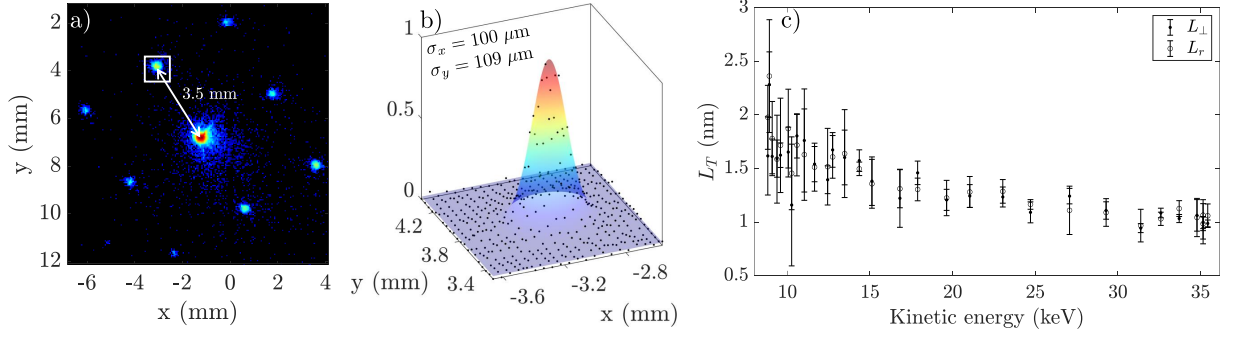 a)
3.5 mm
2
4
6
8
10
12
y (mm)
-6 -4 -2 0 2 4
x (mm)
b)
σx = 100 μm
σy = 109 μm
1
0.5
0
4.2
3.8
3.4
y (mm)
-3.6 -3.2 -2.8
x (mm)
c)
L⊥
Lr
3
2.5
2
1.5
1
0.5
LT (nm)
10 15 20 25 30 35
Kinetic energy (keV)